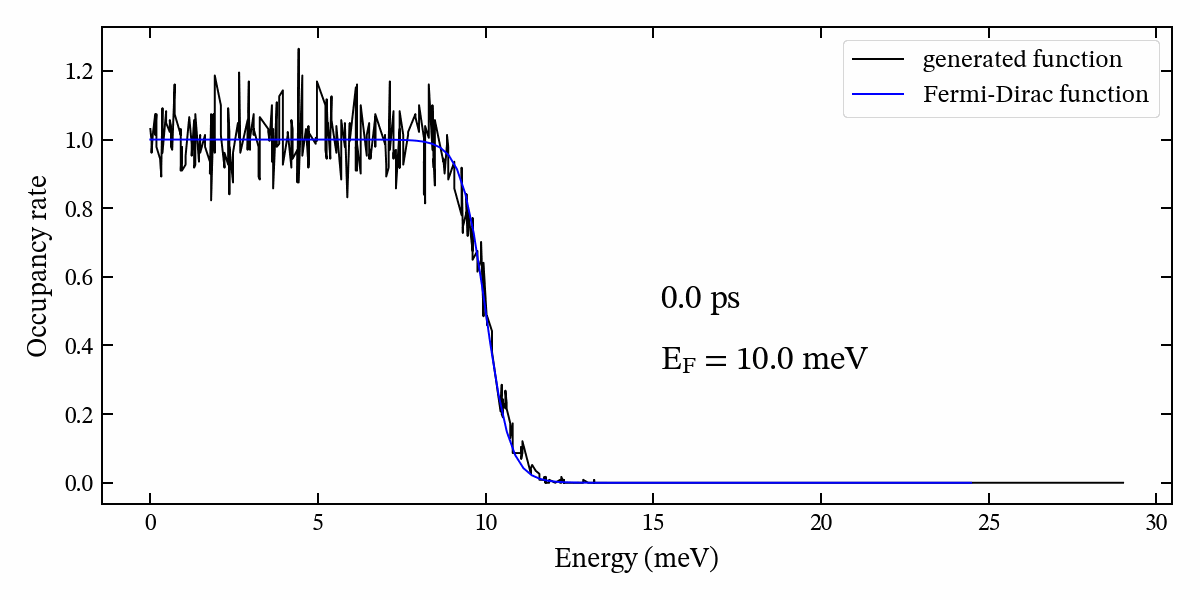 generated function
Fermi-Dirac function
Occupancy rate
1.2
1.0
0.8
0.6
0.4
0.2
0.0
0.0 ps
E_F = 10.0 meV
0 5 10 15 20 25 30
Energy (meV)